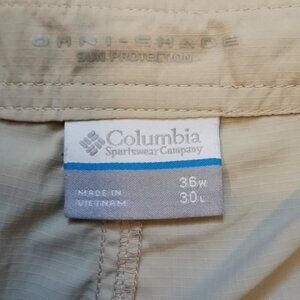 OMNI-SHADE
SUN PROTECTION
Columbia
Sportswear Company
36W
MADE IN
30L
VIETNAM